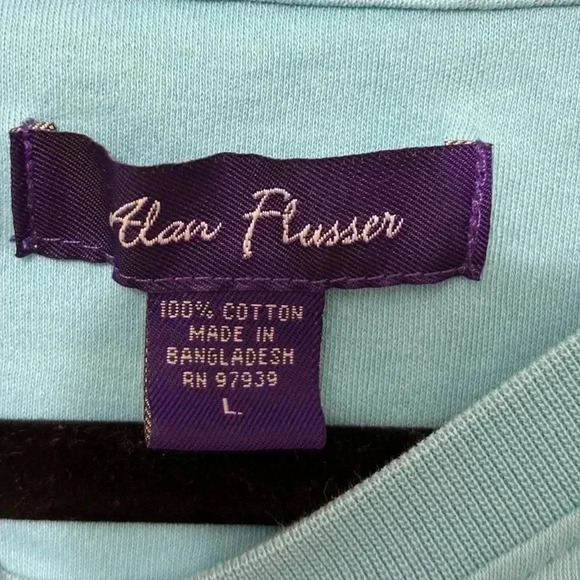 Alan Flusser
100% COTTON
MADE IN
BANGLADESH
RN 97939
L.